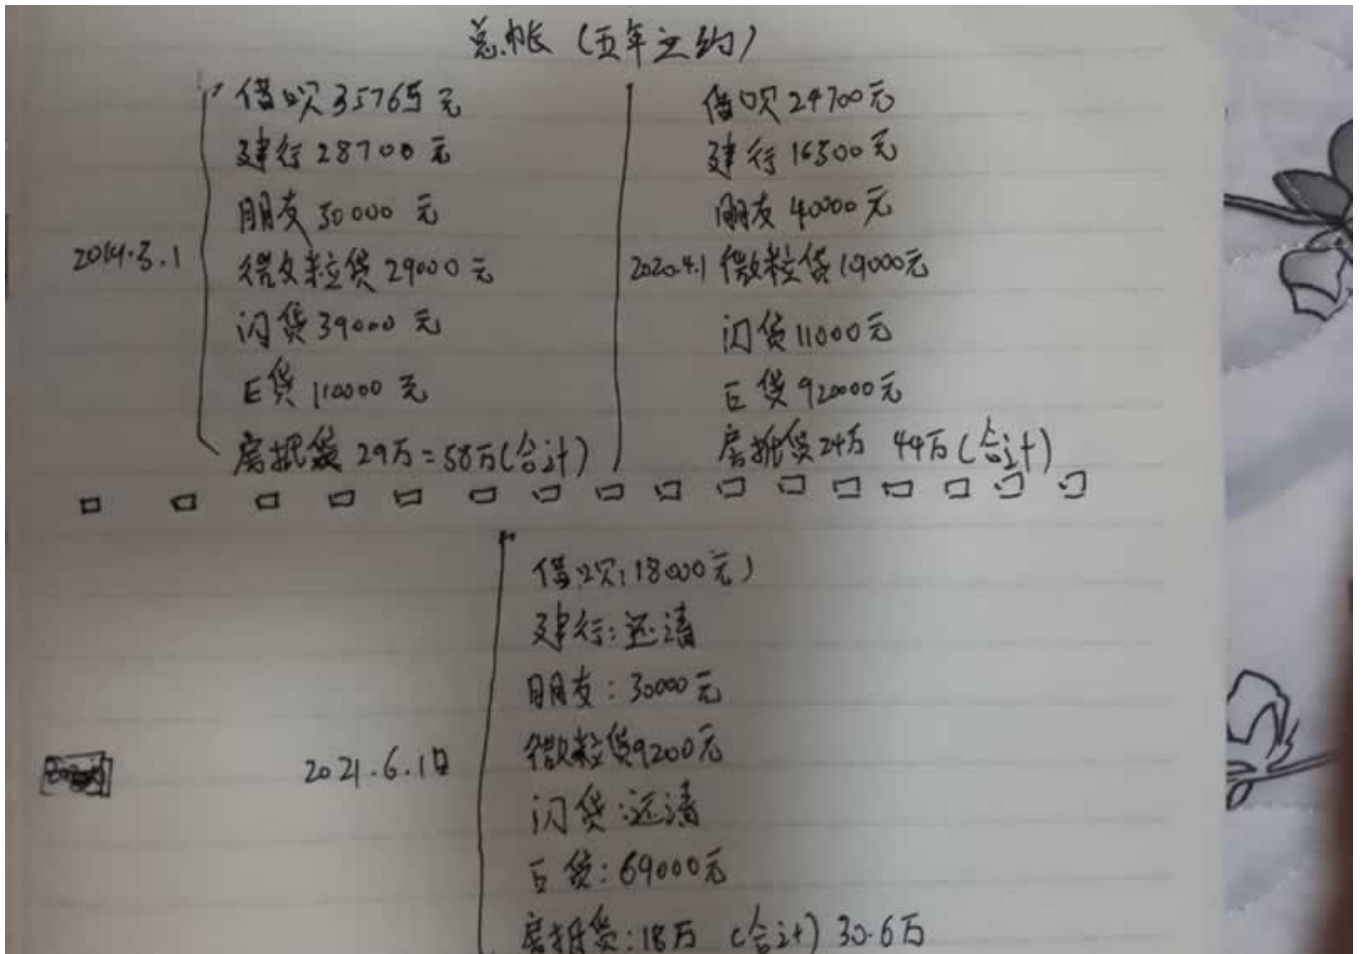 总帐(五年之约)
借呗35765元
建行28700元
朋友50000元
2019.3.1
微粒贷29000元
闪贷39000元
E贷110000元
房抵贷29万=58万(合计)
借呗24700元
建行16500元
朋友40000元
2020.4.1 微粒贷19000元
闪贷11000元
E贷92000元
房抵贷24万 44万(合计)
借呗:18000元)
建行:还清
朋友:30000元
2021.6.1日
微粒贷9200元
闪贷:还清
E贷:69000元
房抵贷:18万 (合计) 30.6万